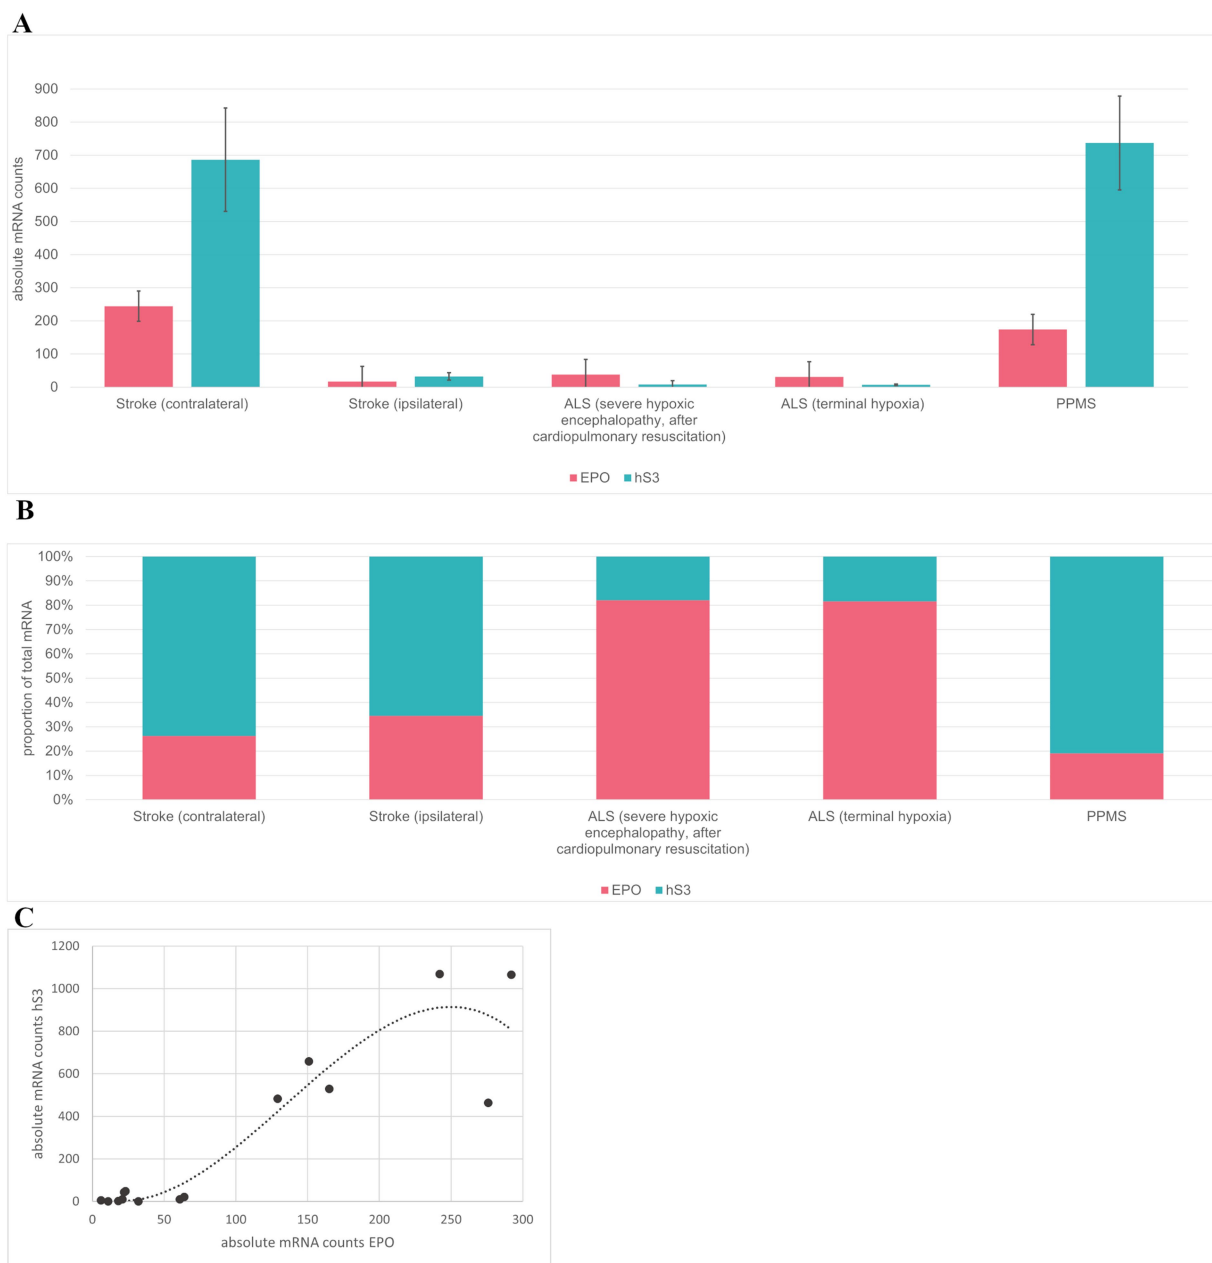 A
absolute mRNA counts
900
800
700
600
500
400
300
200
100
0
Stroke (contralateral)
Stroke (ipsilateral)
ALS (severe hypoxic
encephalopathy, after
cardiopulmonary resuscitation)
ALS (terminal hypoxia)
PPMS
EPO
hS3
B
proportion of total mRNA
100%
90%
80%
70%
60%
50%
40%
30%
20%
10%
0%
Stroke (contralateral)
Stroke (ipsilateral)
ALS (severe hypoxic
encephalopathy, after
cardiopulmonary resuscitation)
ALS (terminal hypoxia)
PPMS
EPO
hS3
C
absolute mRNA counts hS3
1200
1000
800
600
400
200
0
0
50
100
150
200
250
300
absolute mRNA counts EPO